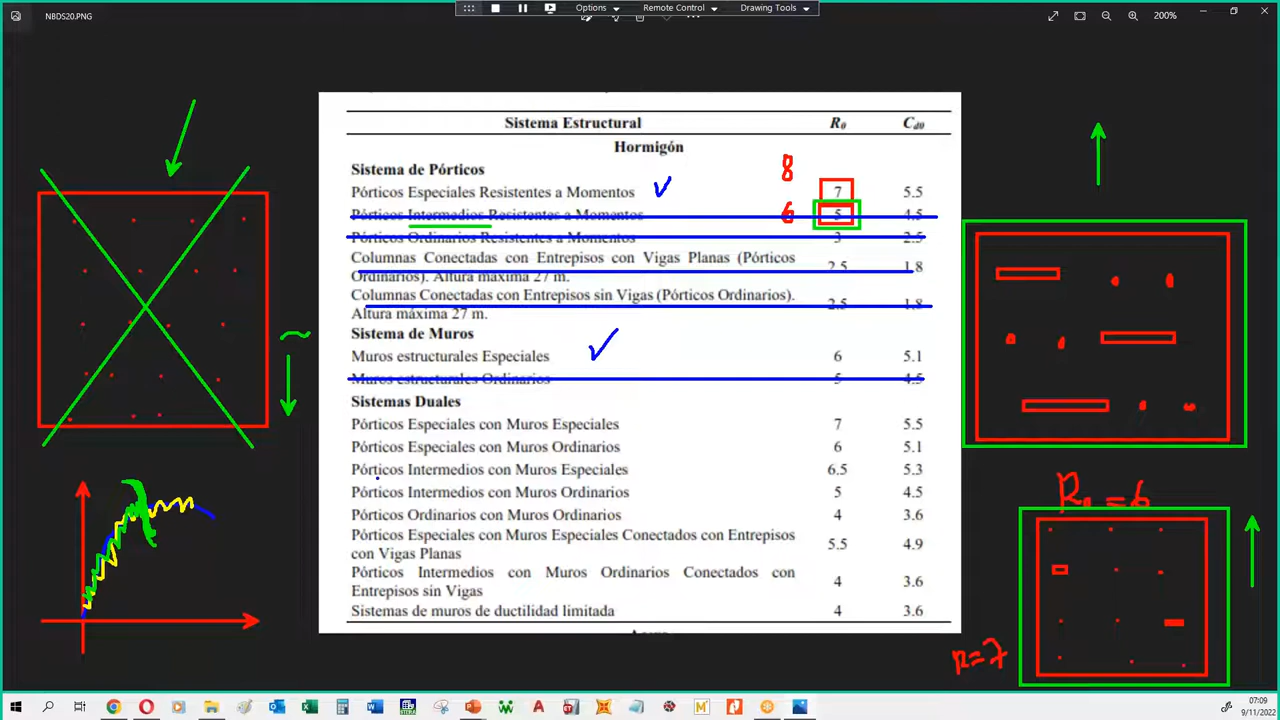 NBDS20.PNG
Options
Remote Control
Drawing Tools
200%
Sistema Estructural R₀ C_d0
Hormigón
Sistema de Pórticos
8
Pórticos Especiales Resistentes a Momentos 7 5.5
Pórticos Intermedios Resistentes a Momentos 6 5 4.5
Pórticos Ordinarios Resistentes a Momentos 3 2.5
Columnas Conectadas con Entrepisos con Vigas Planas (Pórticos
Ordinarios). Altura máxima 27 m. 2.5 1.8
Columnas Conectadas con Entrepisos sin Vigas (Pórticos Ordinarios).
Altura máxima 27 m. 2.5 1.8
Sistema de Muros
Muros estructurales Especiales 6 5.1
Muros estructurales Ordinarios 5 4.5
Sistemas Duales
Pórticos Especiales con Muros Especiales 7 5.5
Pórticos Especiales con Muros Ordinarios 6 5.1
Pórticos Intermedios con Muros Especiales 6.5 5.3
Pórticos Intermedios con Muros Ordinarios 5 4.5
Pórticos Ordinarios con Muros Ordinarios 4 3.6
Pórticos Especiales con Muros Especiales Conectados con Entrepisos
con Vigas Planas 5.5 4.9
Pórticos Intermedios con Muros Ordinarios Conectados con
Entrepisos sin Vigas 4 3.6
Sistemas de muros de ductilidad limitada 4 3.6
R₀ = 6
R=7
07:09
9/11/2022